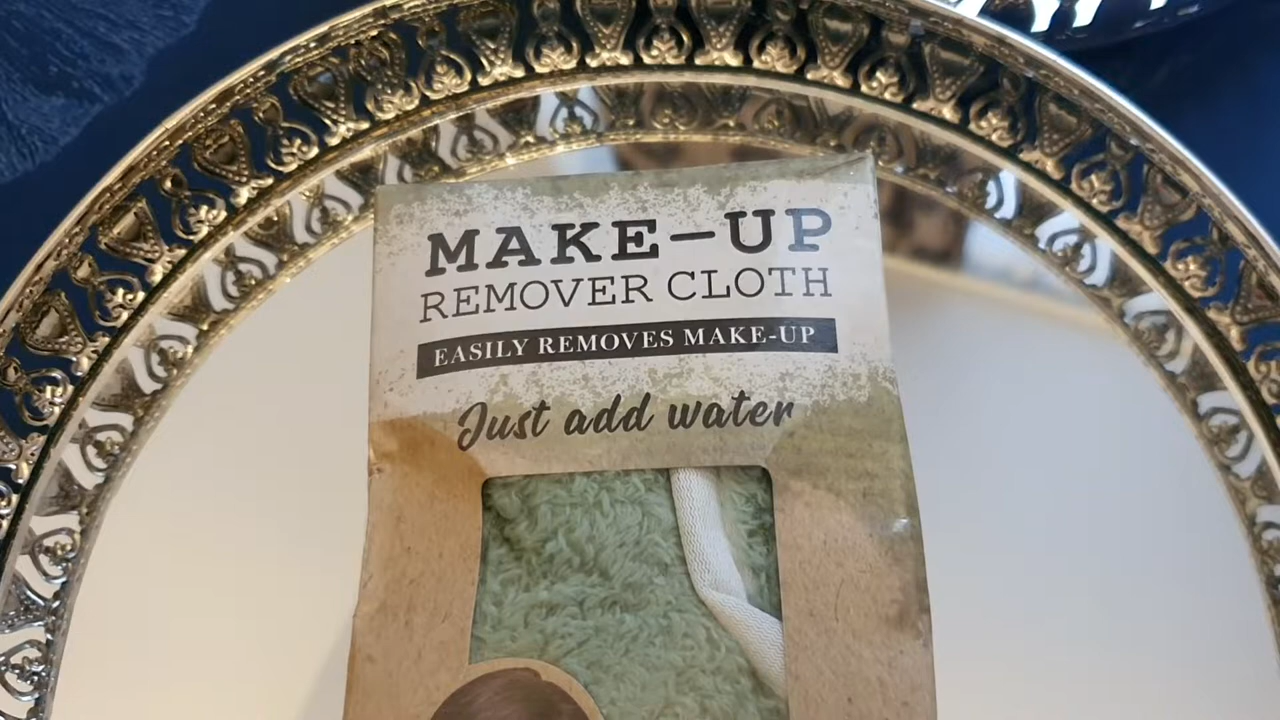 MAKE-UP
REMOVER CLOTH
EASILY REMOVES MAKE-UP
Just add water